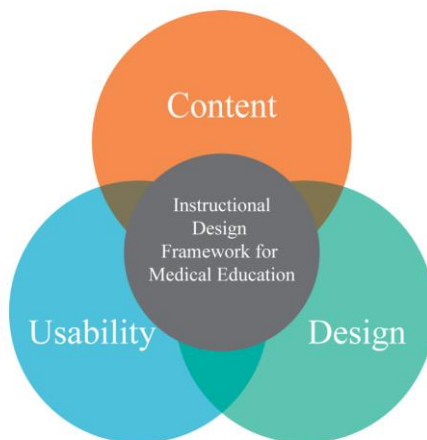 Content
Instructional
Design
Framework for
Medical Education
Usability
Design